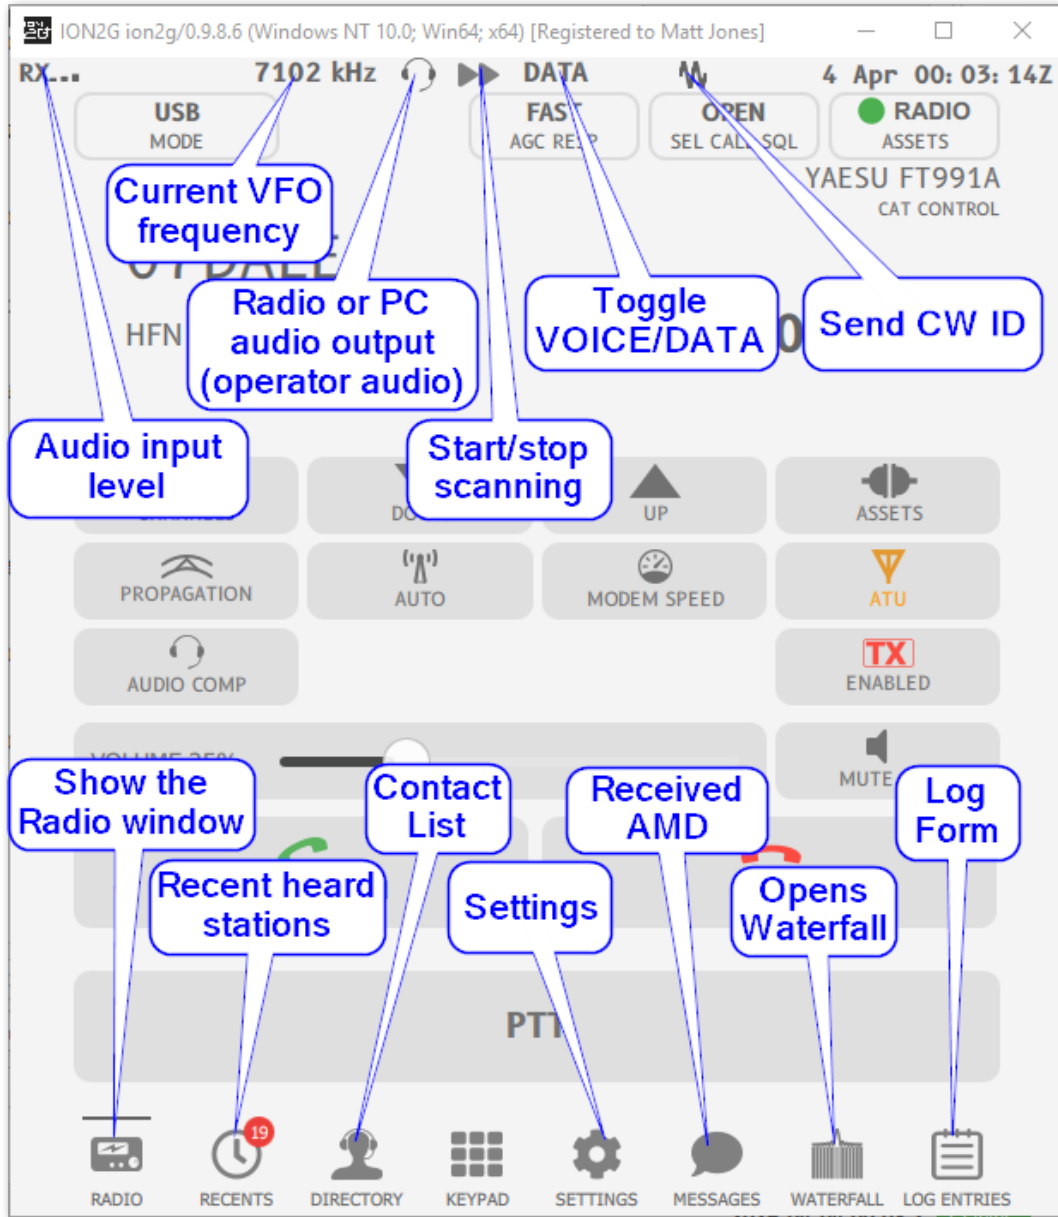 ION2G ion2g/0.9.8.6 (Windows NT 10.0; Win64; x64) [Registered to Matt Jones]
RX... 7102 kHz DATA 4 Apr 00:03:14Z
USB FAST OPEN RADIO
MODE AGC RESP SEL CALL SQL ASSETS
YAESU FT991A
CAT CONTROL
Current VFO
frequency
Radio or PC
audio output
(operator audio)
Toggle
VOICE/DATA
Send CW ID
HFN
Audio input
level
Start/stop
scanning
UP ASSETS
PROPAGATION AUTO MODEM SPEED ATU
TX
AUDIO COMP ENABLED
MUTE
Show the
Radio window
Contact
List
Received
AMD
Log
Form
Recent heard
stations
Settings
Opens
Waterfall
PTT
19
RADIO RECENTS DIRECTORY KEYPAD SETTINGS MESSAGES WATERFALL LOG ENTRIES